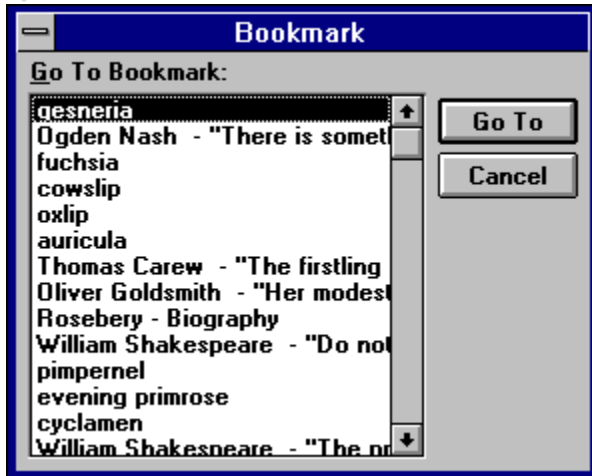 Bookmark
Go To Bookmark:
gesneria
Ogden Nash - "There is somet
fuchsia
cowslip
oxlip
auricula
Thomas Carew - "The firstling
Oliver Goldsmith - "Her modest
Rosebery - Biography
William Shakespeare - "Do not
pimpernel
evening primrose
cyclamen
William Shakespeare - "The pr
Go To
Cancel